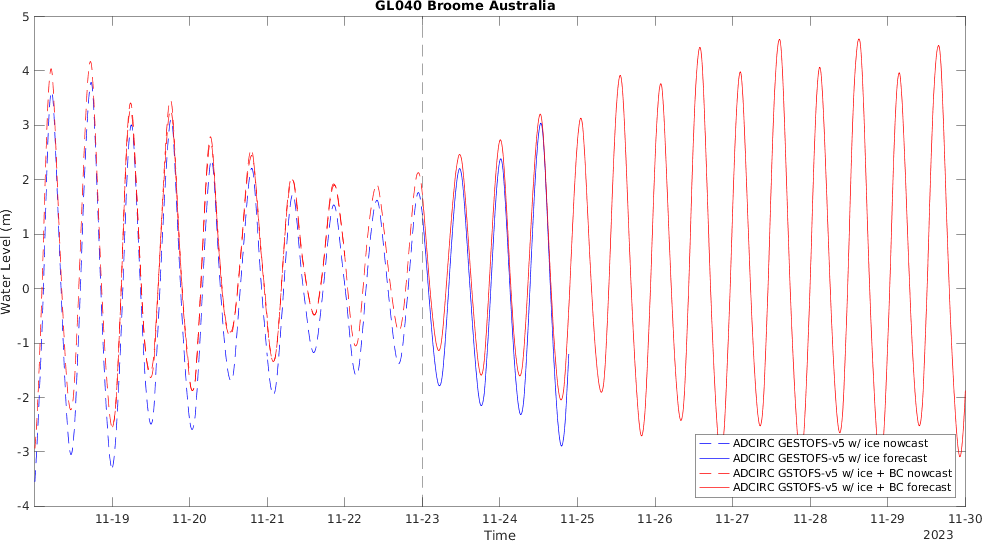 GL040 Broome Australia
5
4
3
2
1
0
-1
-2
-3
-4
Water Level (m)
ADCIRC GESTOFS-v5 w/ ice nowcast
ADCIRC GESTOFS-v5 w/ ice forecast
ADCIRC GSTOFS-v5 w/ ice + BC nowcast
ADCIRC GSTOFS-v5 w/ ice + BC forecast
11-19 11-20 11-21 11-22 11-23 11-24 11-25 11-26 11-27 11-28 11-29 11-30
Time 2023